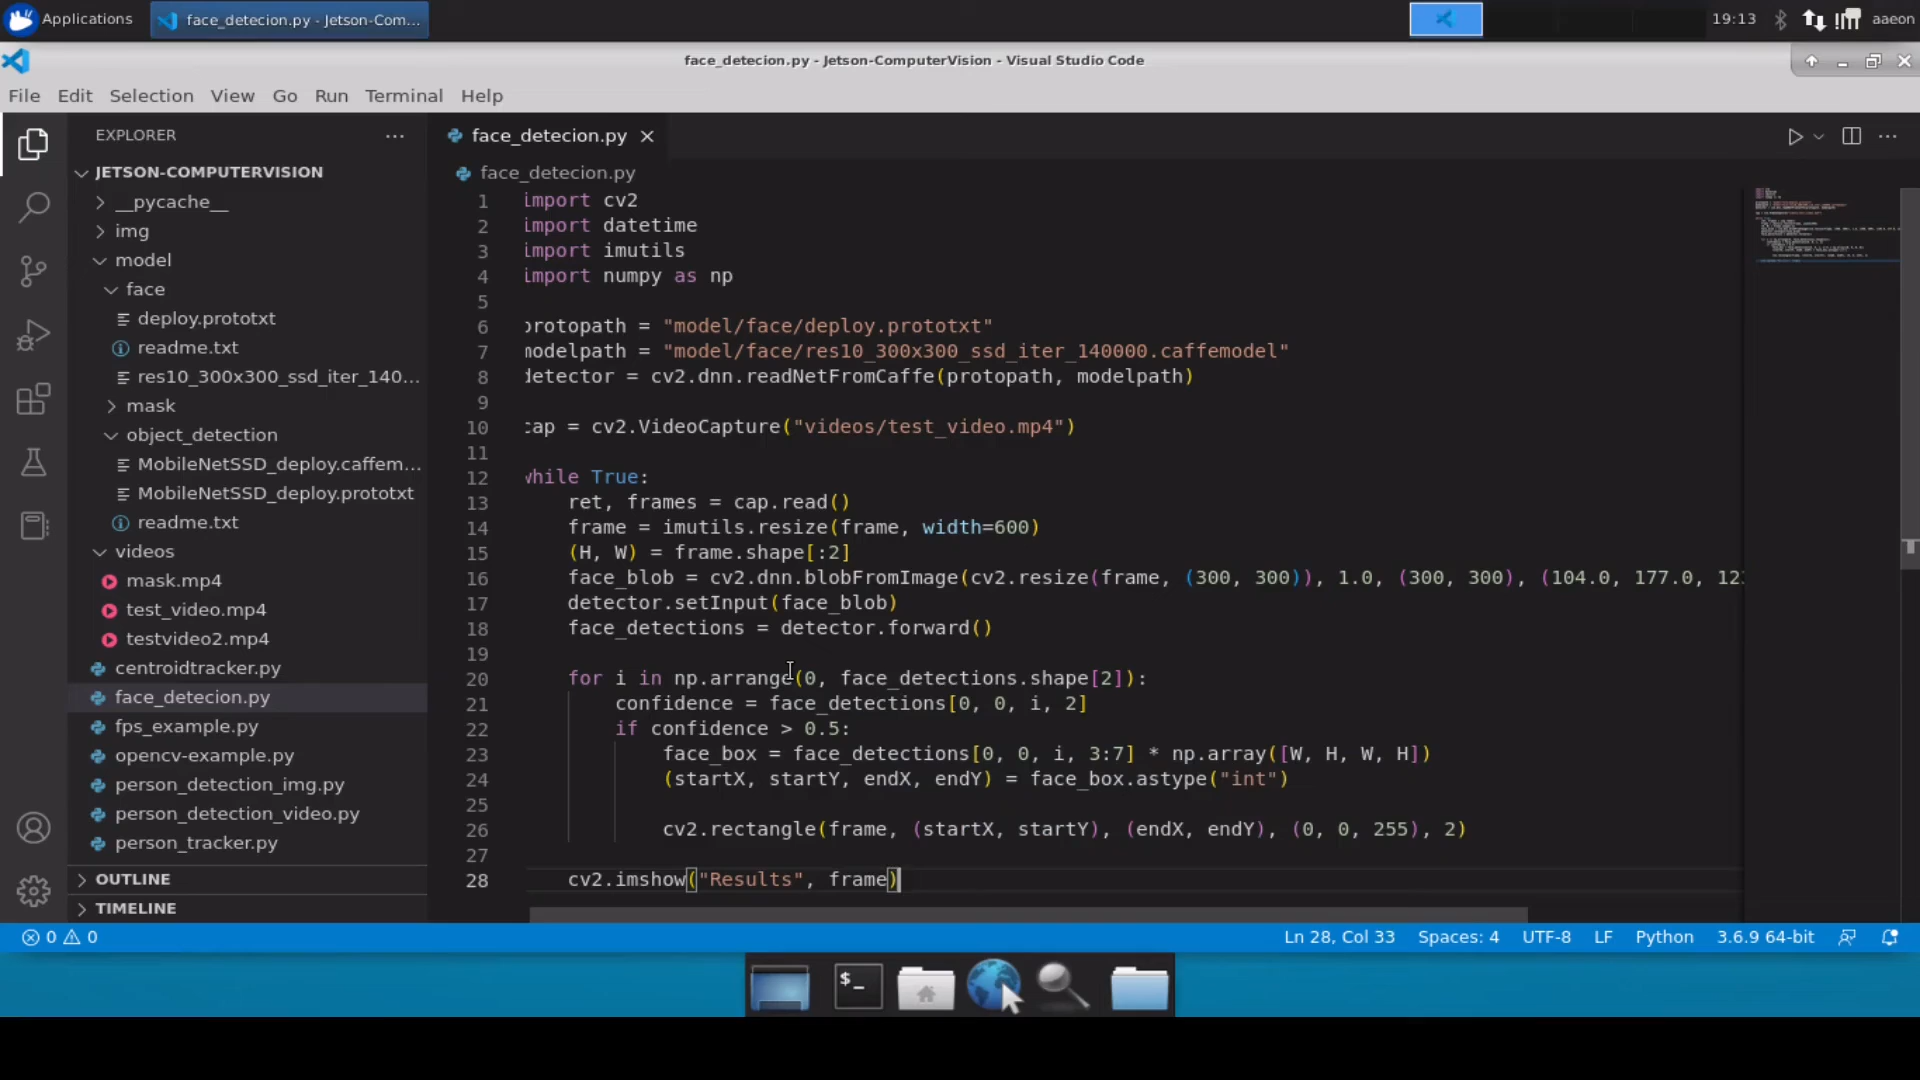 Applications
face_detecion.py - Jetson-Com...
19:13
aaeon
face_detecion.py - Jetson-ComputerVision - Visual Studio Code
File Edit Selection View Go Run Terminal Help
EXPLORER
JETSON-COMPUTERVISION
__pycache__
img
model
face
deploy.prototxt
readme.txt
res10_300x300_ssd_iter_140...
mask
object_detection
MobileNetSSD_deploy.caffem...
MobileNetSSD_deploy.prototxt
readme.txt
videos
mask.mp4
test_video.mp4
testvideo2.mp4
centroidtracker.py
face_detecion.py
fps_example.py
opencv-example.py
person_detection_img.py
person_detection_video.py
person_tracker.py
OUTLINE
TIMELINE
face_detecion.py
face_detecion.py
1 import cv2
2 import datetime
3 import imutils
4 import numpy as np
5
6 protopath = "model/face/deploy.prototxt"
7 modelpath = "model/face/res10_300x300_ssd_iter_140000.caffemodel"
8 detector = cv2.dnn.readNetFromCaffe(protopath, modelpath)
9
10 cap = cv2.VideoCapture("videos/test_video.mp4")
11
12 while True:
13 ret, frames = cap.read()
14 frame = imutils.resize(frame, width=600)
15 (H, W) = frame.shape[:2]
16 face_blob = cv2.dnn.blobFromImage(cv2.resize(frame, (300, 300)), 1.0, (300, 300), (104.0, 177.0, 12
17 detector.setInput(face_blob)
18 face_detections = detector.forward()
19
20 for i in np.arrange(0, face_detections.shape[2]):
21 confidence = face_detections[0, 0, i, 2]
22 if confidence > 0.5:
23 face_box = face_detections[0, 0, i, 3:7] * np.array([W, H, W, H])
24 (startX, startY, endX, endY) = face_box.astype("int")
25
26 cv2.rectangle(frame, (startX, startY), (endX, endY), (0, 0, 255), 2)
27
28 cv2.imshow("Results", frame)
0 0
Ln 28, Col 33 Spaces: 4 UTF-8 LF Python 3.6.9 64-bit
$_